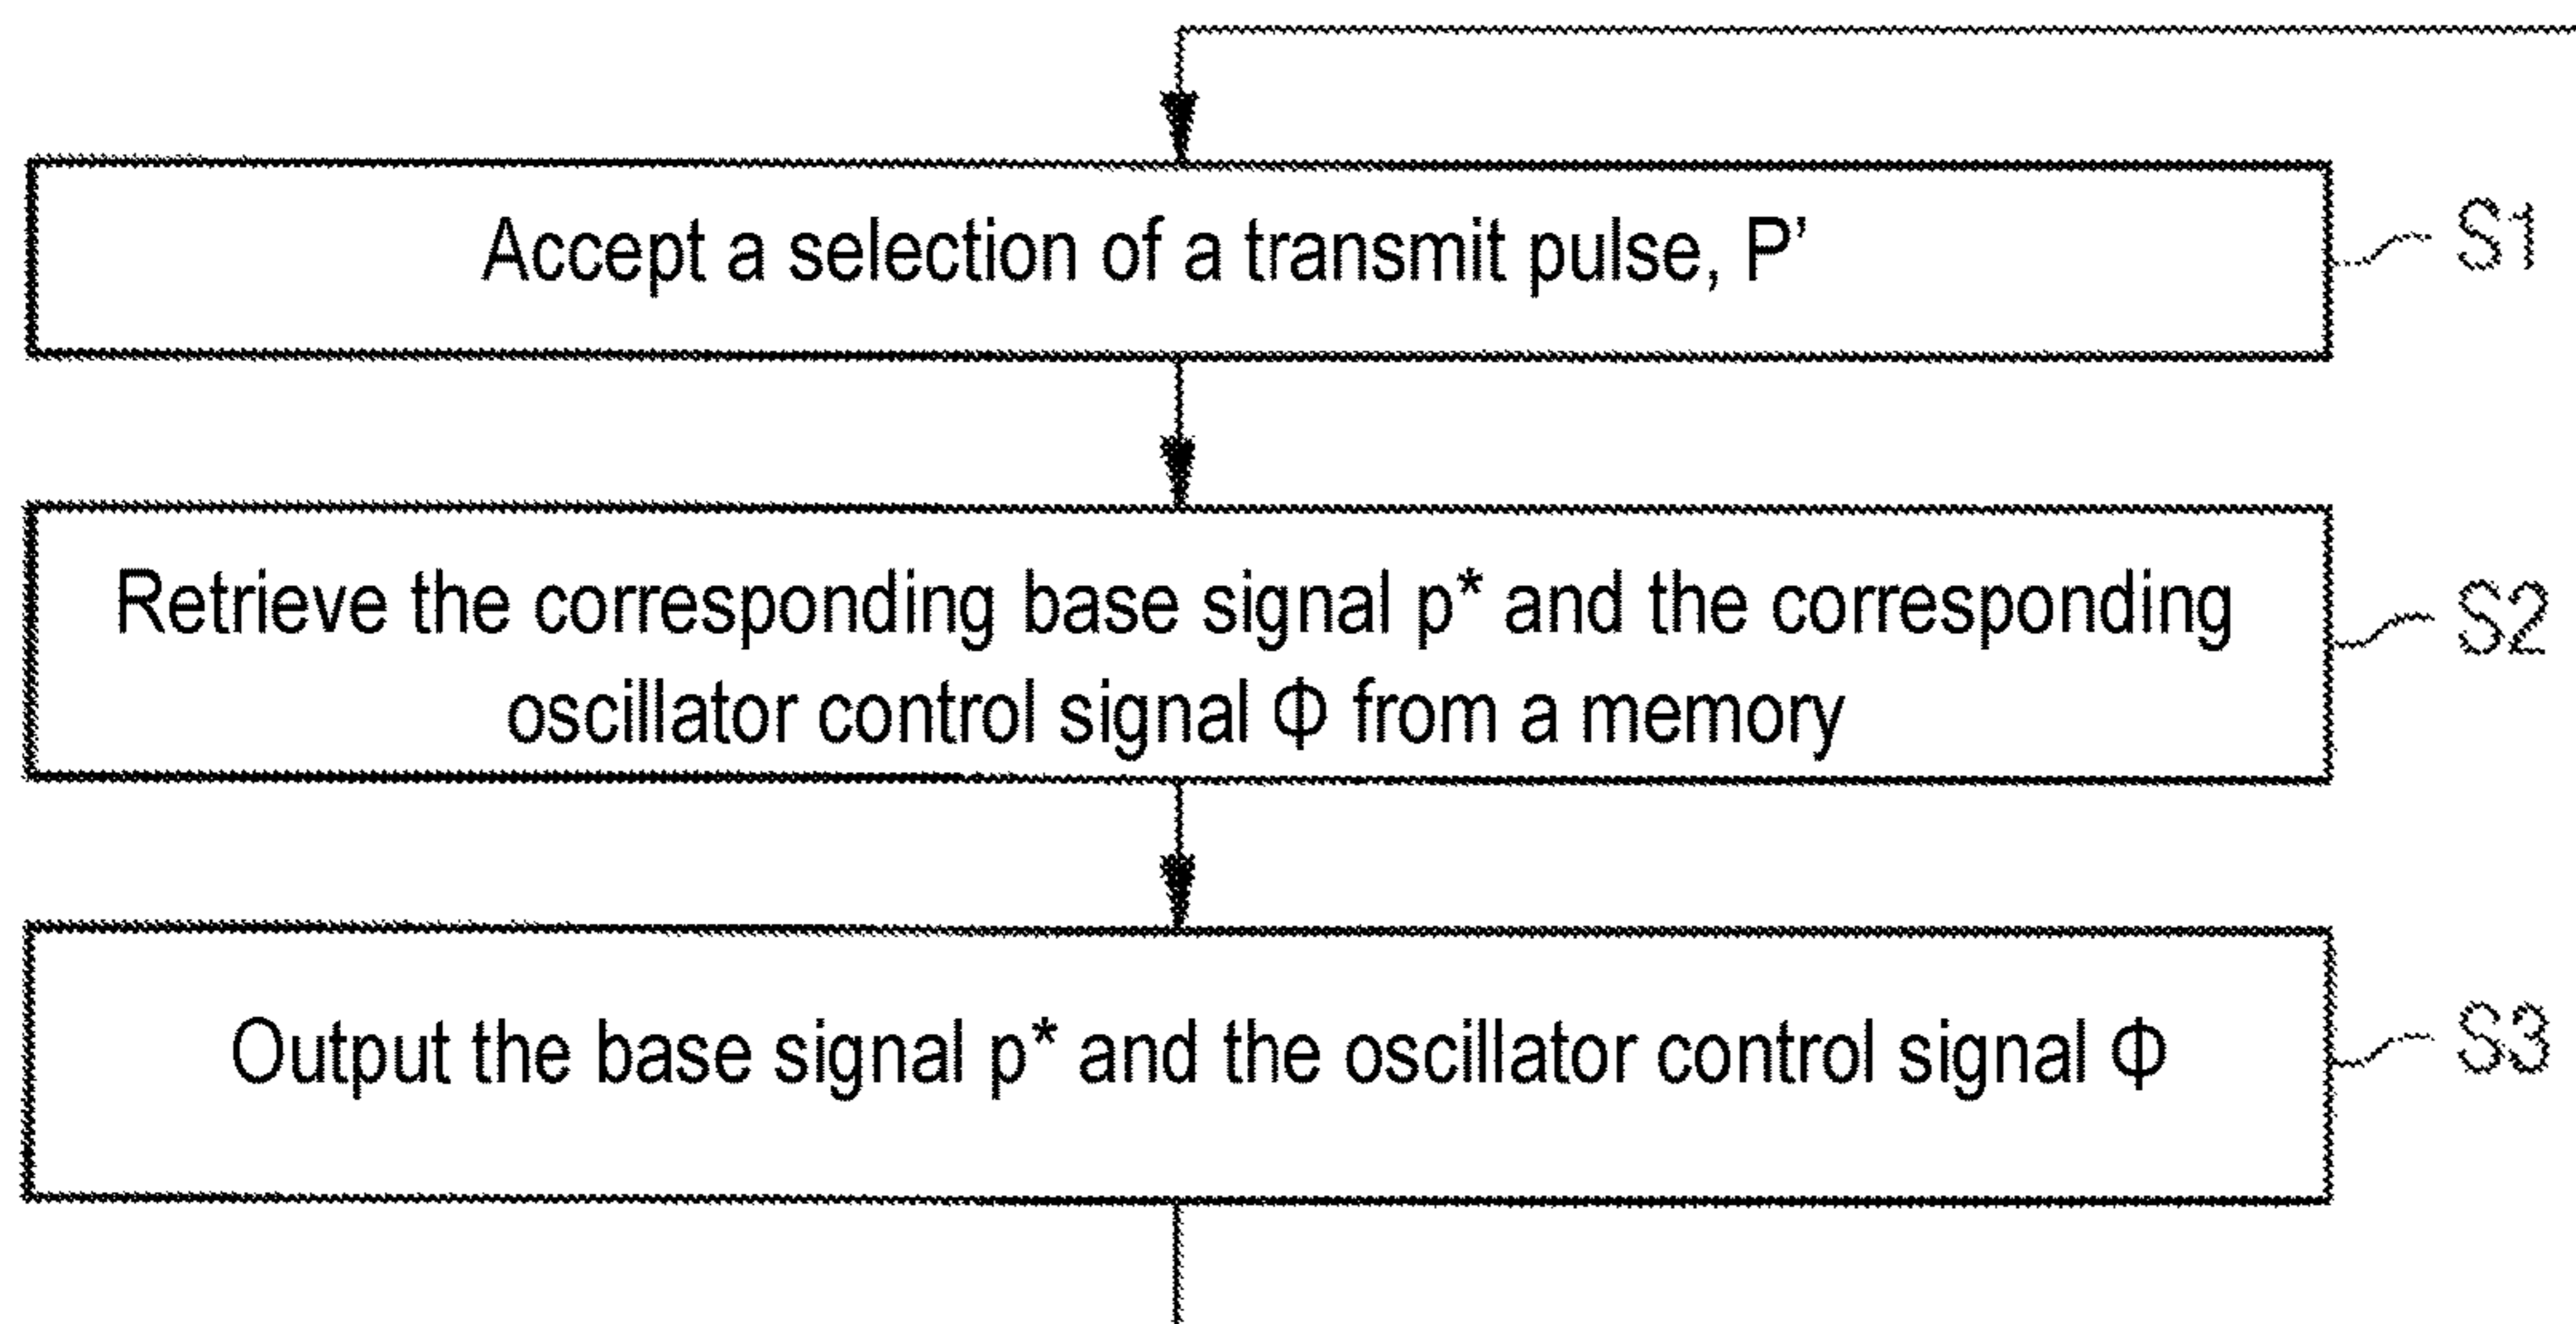 Accept a selection of a transmit pulse, P’
S1
Retrieve the corresponding base signal p* and the corresponding
oscillator control signal Φ from a memory
S2
Output the base signal p* and the oscillator control signal Φ
S3